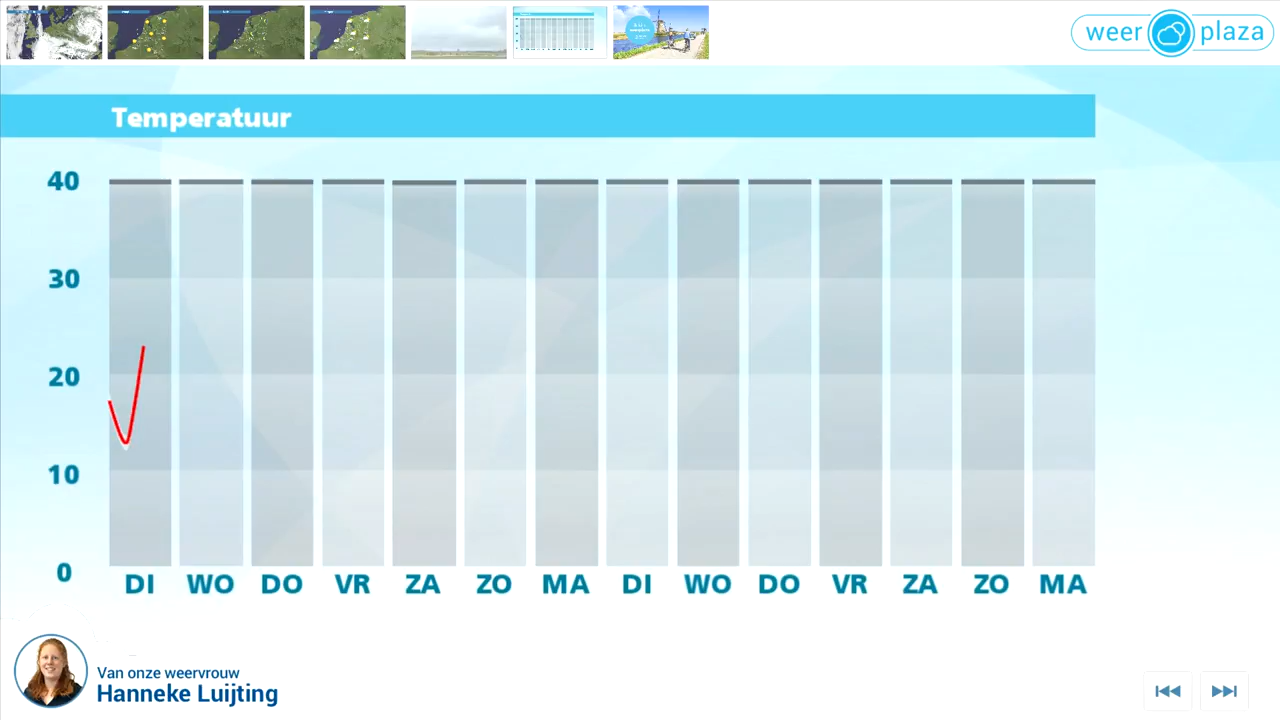 weer plaza
Temperatuur
40
30
20
10
0
DI WO DO VR ZA ZO MA DI WO DO VR ZA ZO MA
Van onze weervrouw
Hanneke Luijting